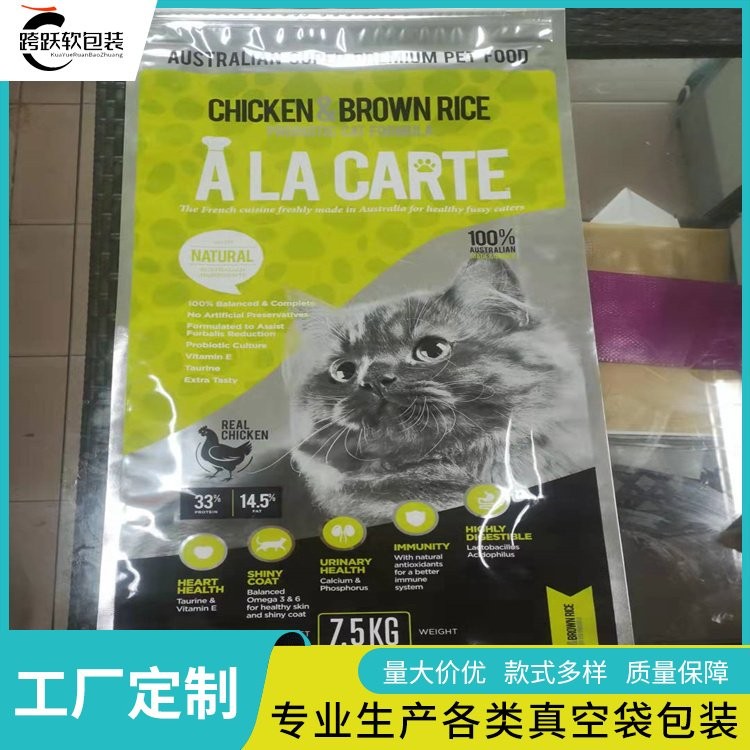 跨跃软包装
KuaYueRuanBaoZhuang
AUSTRALIAN SUPER PREMIUM PET FOOD
CHICKEN & BROWN RICE
À LA CARTE
The French cuisine freshly made in Australia for healthy fussy eaters
NATURAL
100%
AUSTRALIAN
100% Balanced & Complete
No Artificial Preservatives
Formulated to Assist
Furballs Reduction
Probiotic Culture
Vitamin E
Taurine
Extra Tasty
REAL
CHICKEN
33%
PROTEIN
14.5%
FAT
HEART
HEALTH
Taurine &
Vitamin E
SHINY
COAT
Balanced
Omega 3 & 6
for healthy skin
and shiny coat
URINARY
HEALTH
Calcium &
Phosphorus
IMMUNITY
With natural
antioxidants
for a better
immune
system
HIGHLY
DIGESTIBLE
Lactobacillus
Acidophilus
7.5KG
WEIGHT
& BROWN RICE
工厂定制
量大价优 款式多样 质量保障
专业生产各类真空袋包装